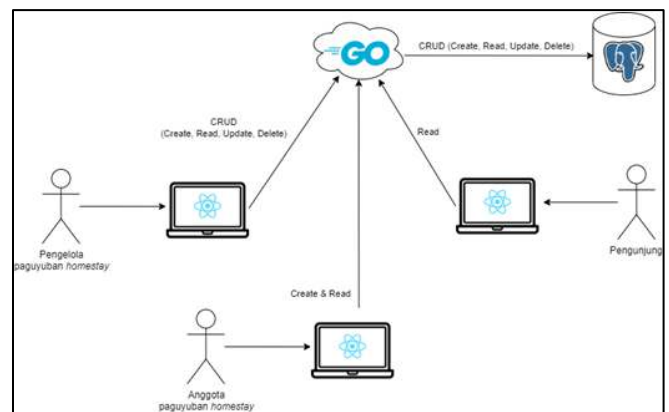 GO
CRUD (Create, Read, Update, Delete)
CRUD
(Create, Read, Update, Delete)
Read
Pengelola
paguyuban homestay
Pengunjung
Create & Read
Anggota
paguyuban homestay